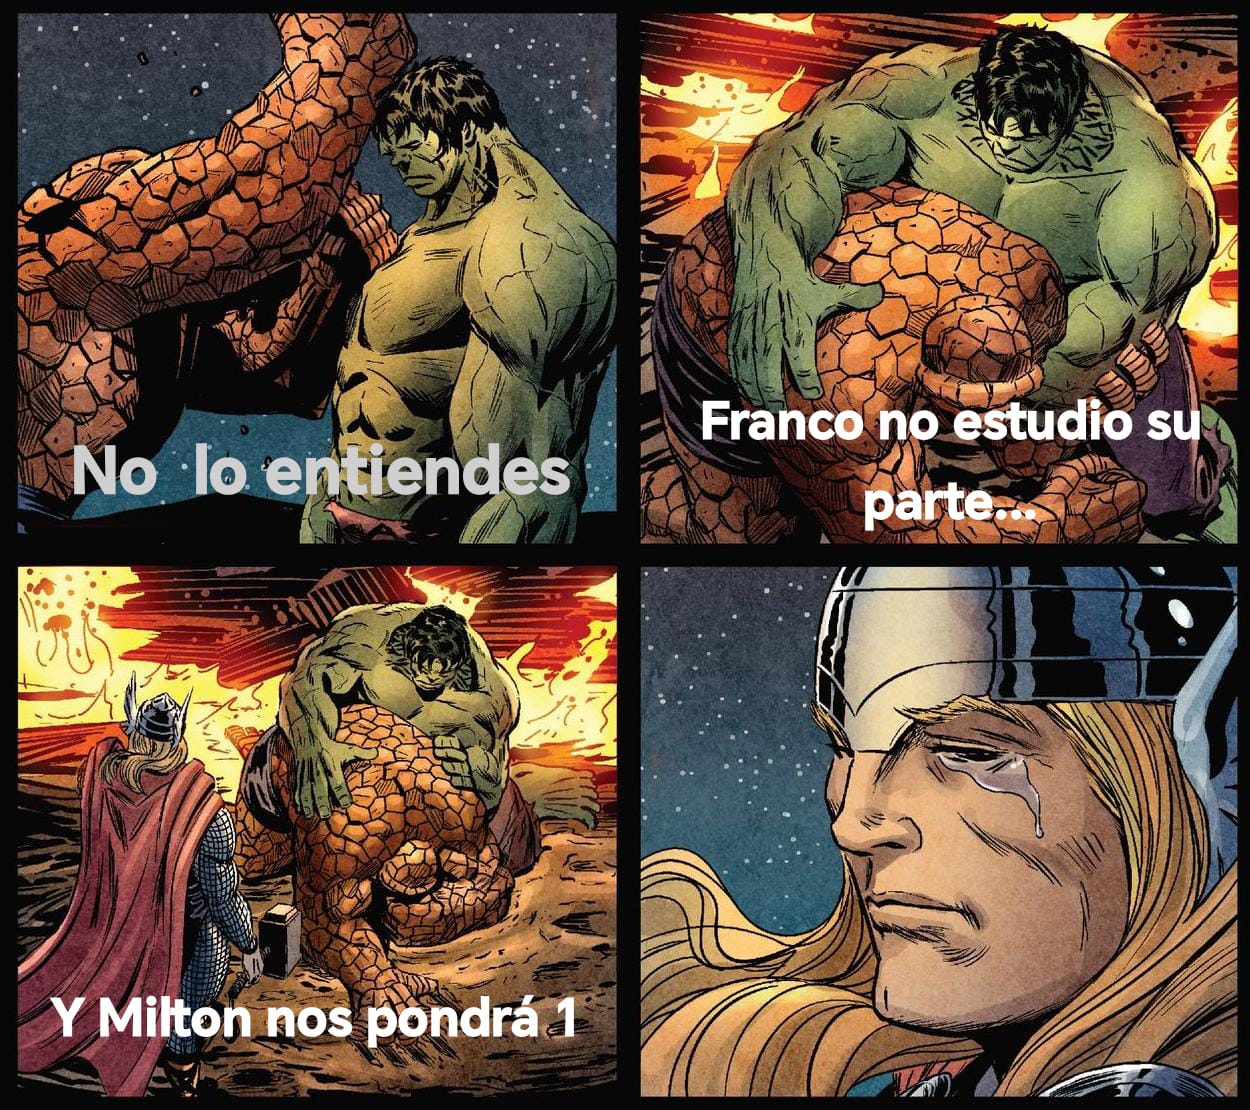 No lo entiendes
Franco no estudio su
parte...
Y Milton nos pondrá 1